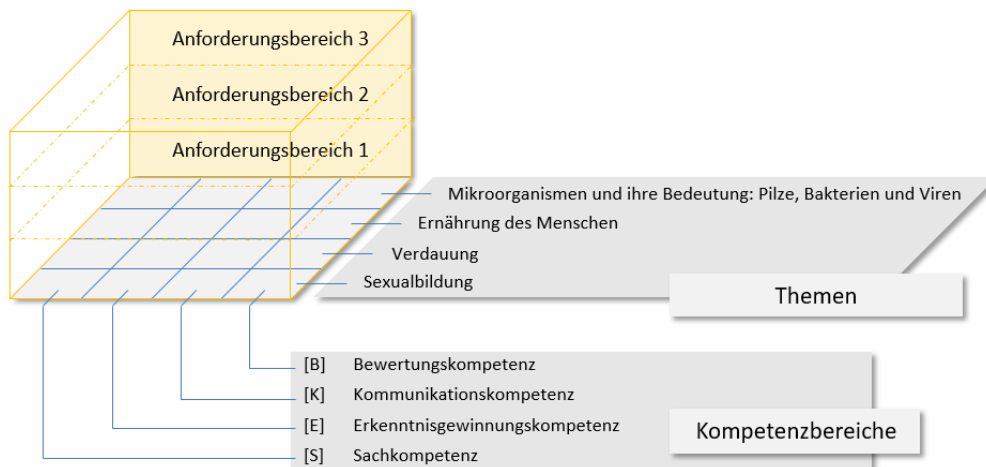 Anforderungsbereich 3
Anforderungsbereich 2
Anforderungsbereich 1
Mikroorganismen und ihre Bedeutung: Pilze, Bakterien und Viren
Ernährung des Menschen
Verdauung
Sexualbildung
Themen
[B] Bewertungskompetenz
[K] Kommunikationskompetenz
[E] Erkenntnisgewinnungskompetenz
[S] Sachkompetenz
Kompetenzbereiche